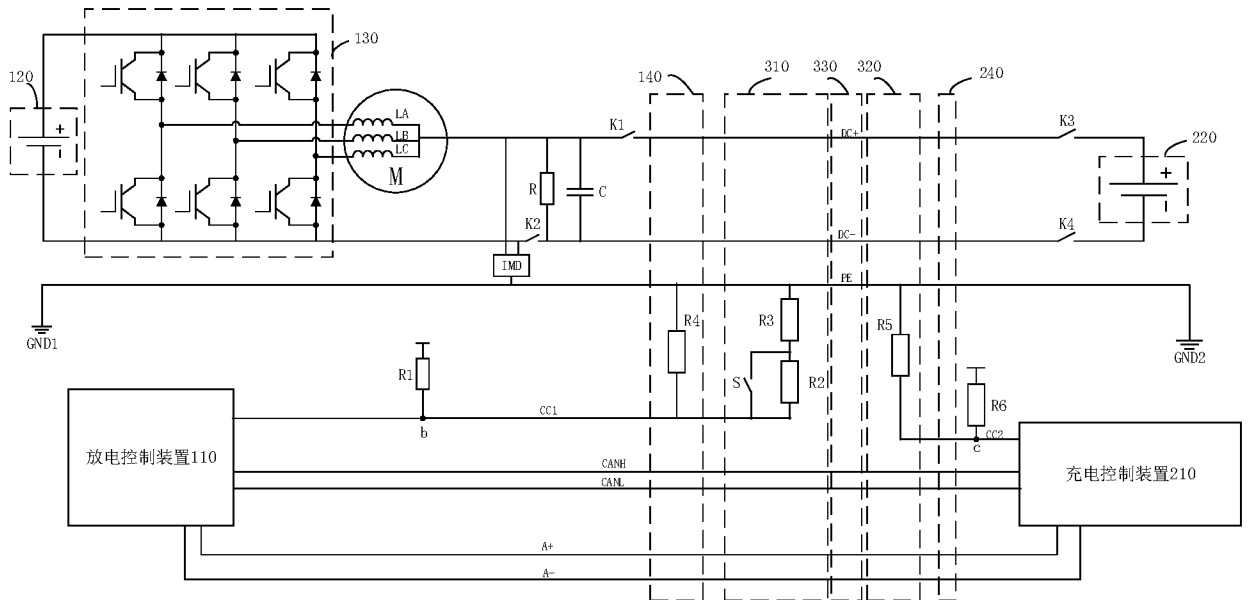 130
140
310
330
320
240
120
LA
LB
LC
M
K1
DC+
K3
220
+
-
R
C
K2
DC-
K4
+
-
IMD
PE
GND1
GND2
R4
R3
R5
R1
S
R2
R6
CC1
b
CC2
c
放电控制装置110
CANH
CANL
充电控制装置210
A+
A-